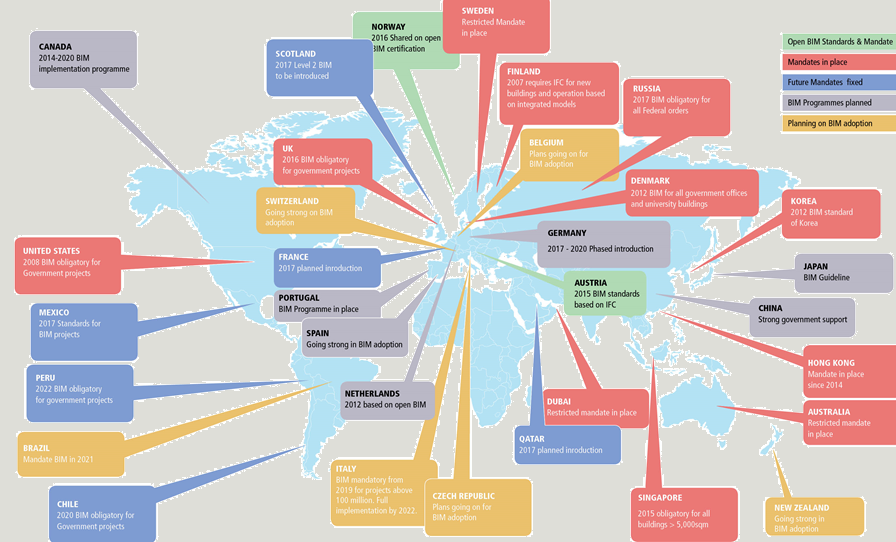 SWEDEN
Restricted Mandate
in place
NORWAY
2016 Shared on open
BIM certification
CANADA
2014-2020 BIM
implementation programme
SCOTLAND
2017 Level 2 BIM
to be introduced
Open BIM Standards & Mandate
Mandates in place
Future Mandates fixed
BIM Programmes planned
Planning on BIM adoption
FINLAND
2007 requires IFC for new
buildings and operation based
on integrated models
RUSSIA
2017 BIM obligatory for
all Federal orders
BELGIUM
Plans going on for
BIM adoption
UK
2016 BIM obligatory
for government projects
DENMARK
2012 BIM for all government offices
and university buildings
SWITZERLAND
Going strong on BIM
adoption
KOREA
2012 BIM standard
of Korea
GERMANY
2017 - 2020 Phased introduction
UNITED STATES
2008 BIM obligatory for
Government projects
FRANCE
2017 planned inroduction
JAPAN
BIM Guideline
AUSTRIA
2015 BIM standards
based on IFC
PORTUGAL
BIM Programme in place
CHINA
Strong government support
MEXICO
2017 Standards for
BIM projects
SPAIN
Going strong in BIM adoption
HONG KONG
Mandate in place
since 2014
PERU
2022 BIM obligatory
for government projects
NETHERLANDS
2012 based on open BIM
DUBAI
Restricted mandate in place
AUSTRALIA
Restricted mandate
in place
QATAR
2017 planned inroduction
BRAZIL
Mandate BIM in 2021
ITALY
BIM mandatory from
2019 for projects above
100 million. Full
implementation by 2022.
CZECH REPUBLIC
Plans going on for
BIM adoption
CHILE
2020 BIM obligatory for
Government projects
SINGAPORE
2015 obligatory for all
buildings > 5,000sqm
NEW ZEALAND
Going strong in
BIM adoption